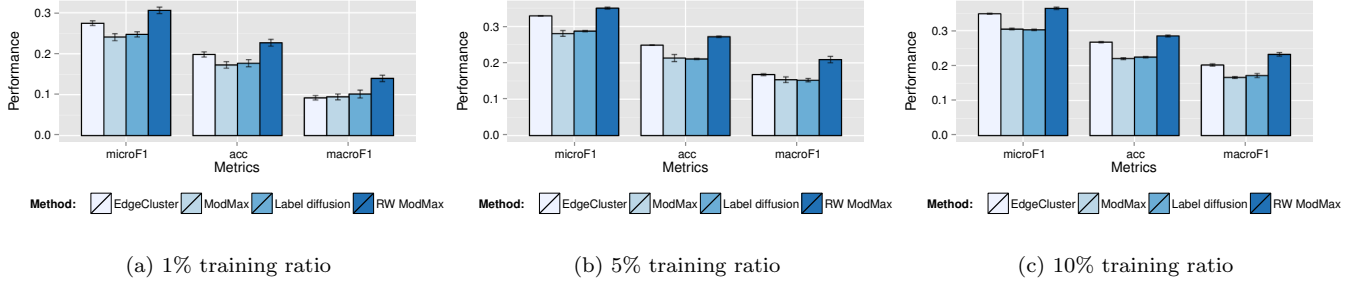 Performance
0.3
0.2
0.1
0.0
microF1 acc macroF1
Metrics
Method: EdgeCluster ModMax Label diffusion RW ModMax
(a) 1% training ratio
Performance
0.3
0.2
0.1
0.0
microF1 acc macroF1
Metrics
Method: EdgeCluster ModMax Label diffusion RW ModMax
(b) 5% training ratio
Performance
0.3
0.2
0.1
0.0
microF1 acc macroF1
Metrics
Method: EdgeCluster ModMax Label diffusion RW ModMax
(c) 10% training ratio